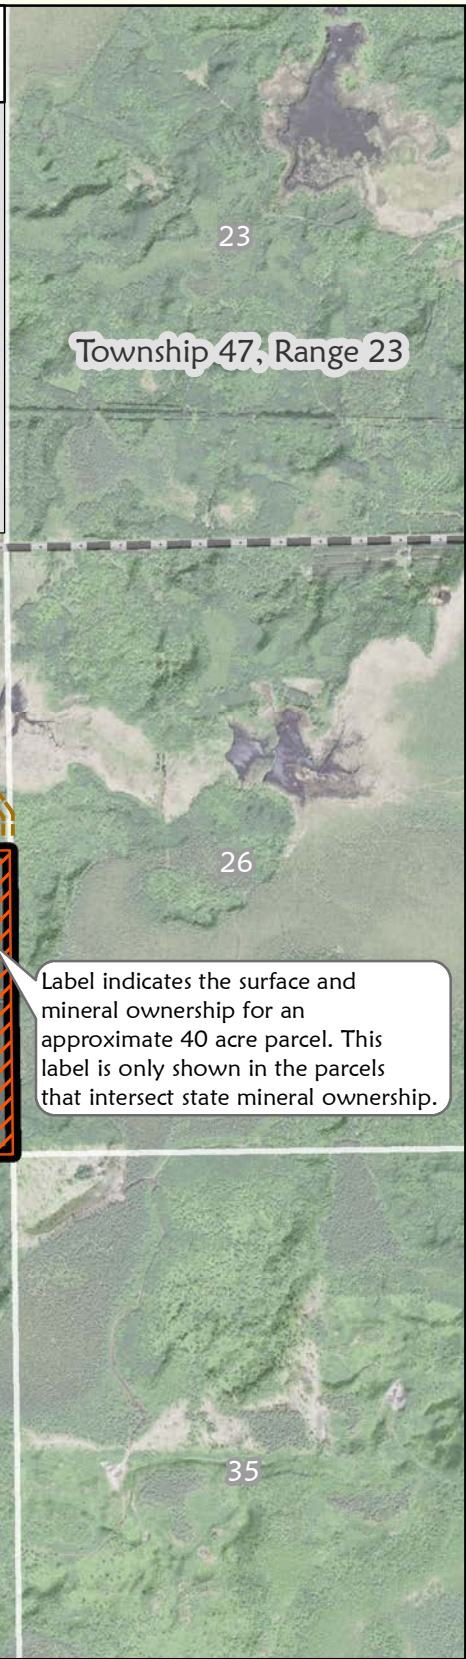 23
Township 47, Range 23
26
Label indicates the surface and
mineral ownership for an
approximate 40 acre parcel. This
label is only shown in the parcels
that intersect state mineral ownership.
35